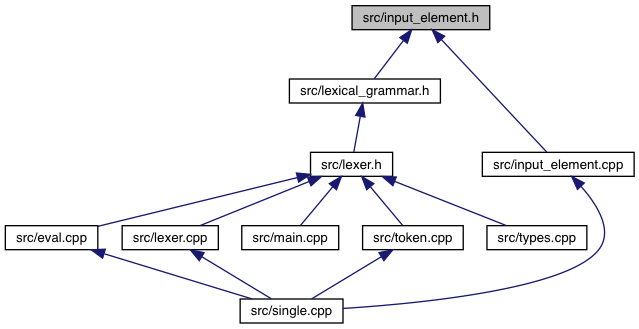 src/input_element.h
src/lexical_grammar.h
src/lexer.h
src/input_element.cpp
src/eval.cpp
src/lexer.cpp
src/main.cpp
src/token.cpp
src/types.cpp
src/single.cpp